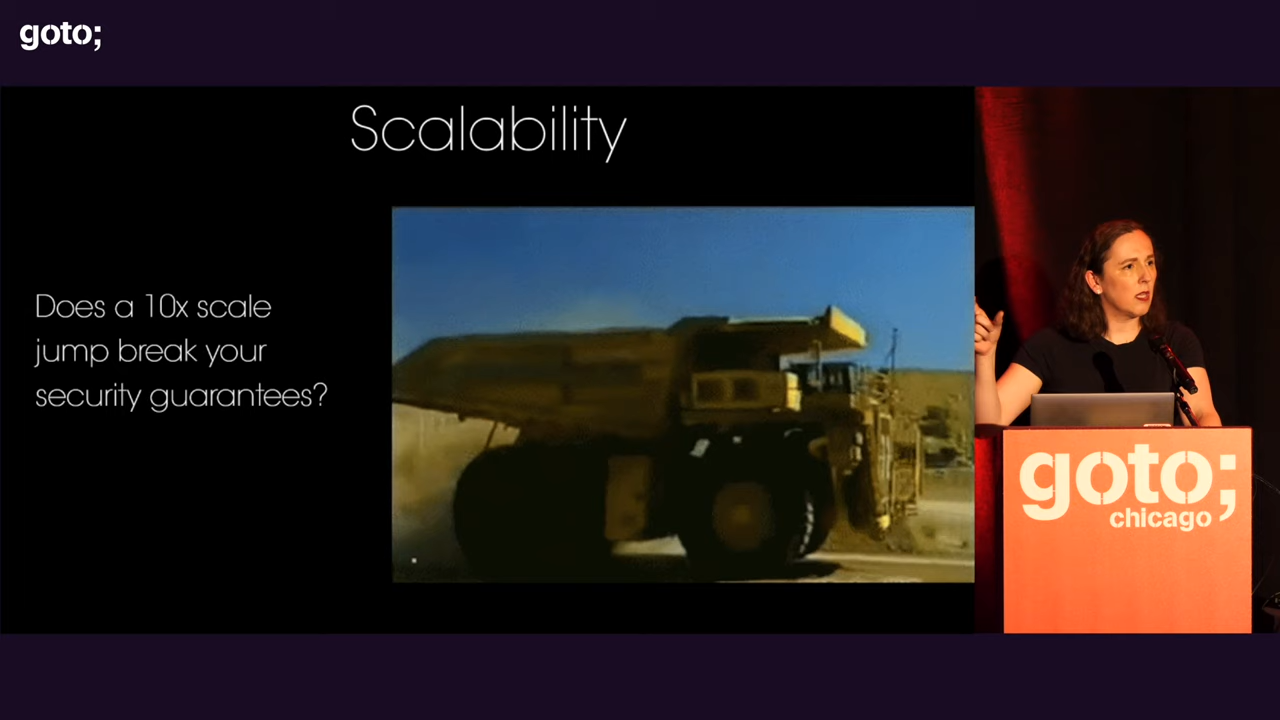 goto;
Scalability
Does a 10x scale
jump break your
security guarantees?
goto;
chicago